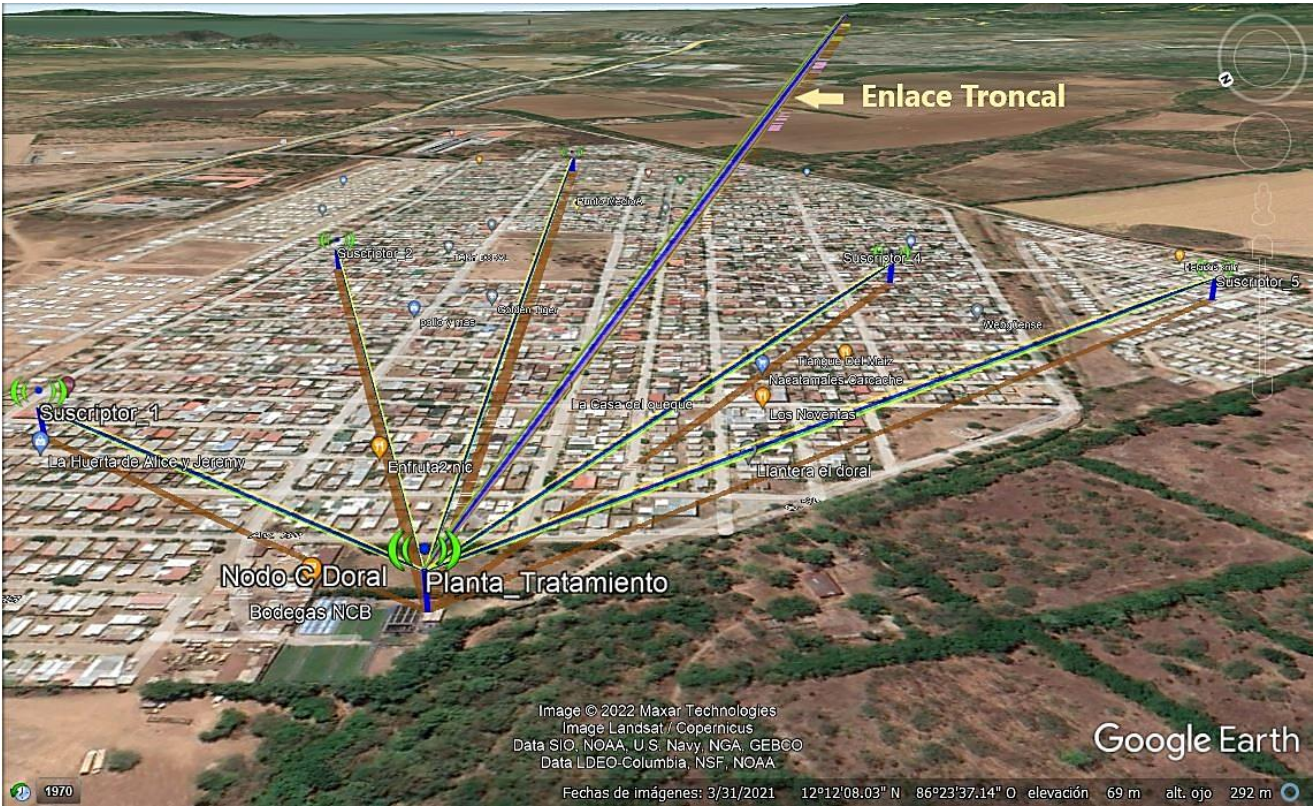 N
Enlace Troncal
Suscriptor_2
Suscriptor_4
Suscriptor_5
pollo y mas
Golden Tiger
Tiangue Del Maiz
Nacatamales Carcache
La Casa del queque
Los Noventas
Suscriptor_1
La Huerta de Alice y Jeremy
Enfruta2.nic
Llantera el doral
Nodo C Doral
Planta_Tratamiento
Bodegas NCB
Image © 2022 Maxar Technologies
Image Landsat / Copernicus
Data SIO, NOAA, U.S. Navy, NGA, GEBCO
Data LDEO-Columbia, NSF, NOAA
Google Earth
1970
Fechas de imágenes: 3/31/2021 12°12'08.03" N 86°23'37.14" O elevación 69 m alt. ojo 292 m